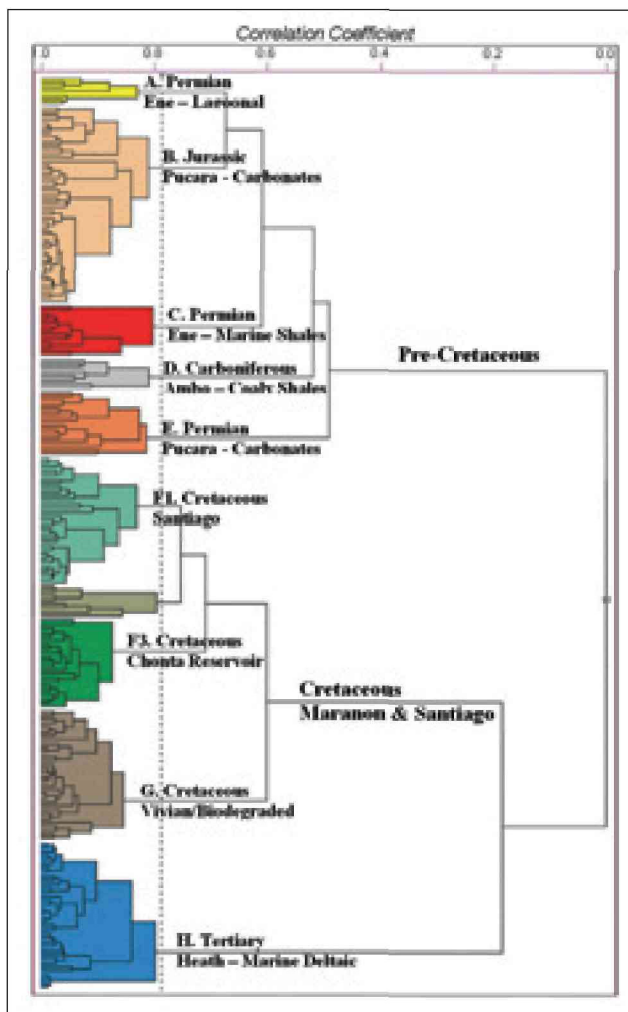 Correlation Coefficient
1.0 0.8 0.6 0.4 0.2 0.0
A. Permian
Ene – Laroonal
B. Jurassic
Pucara - Carbonates
C. Permian
Ene – Marine Shales
Pre-Cretaceous
D. Carboniferous
Ambo – Coaly Shales
E. Permian
Pucara - Carbonates
F1. Cretaceous
Santiago
F3. Cretaceous
Chonta Reservoir
Cretaceous
Maranon & Santiago
G. Cretaceous
Vivian/Biodegraded
H. Tertiary
Heath – Marine Deltaic